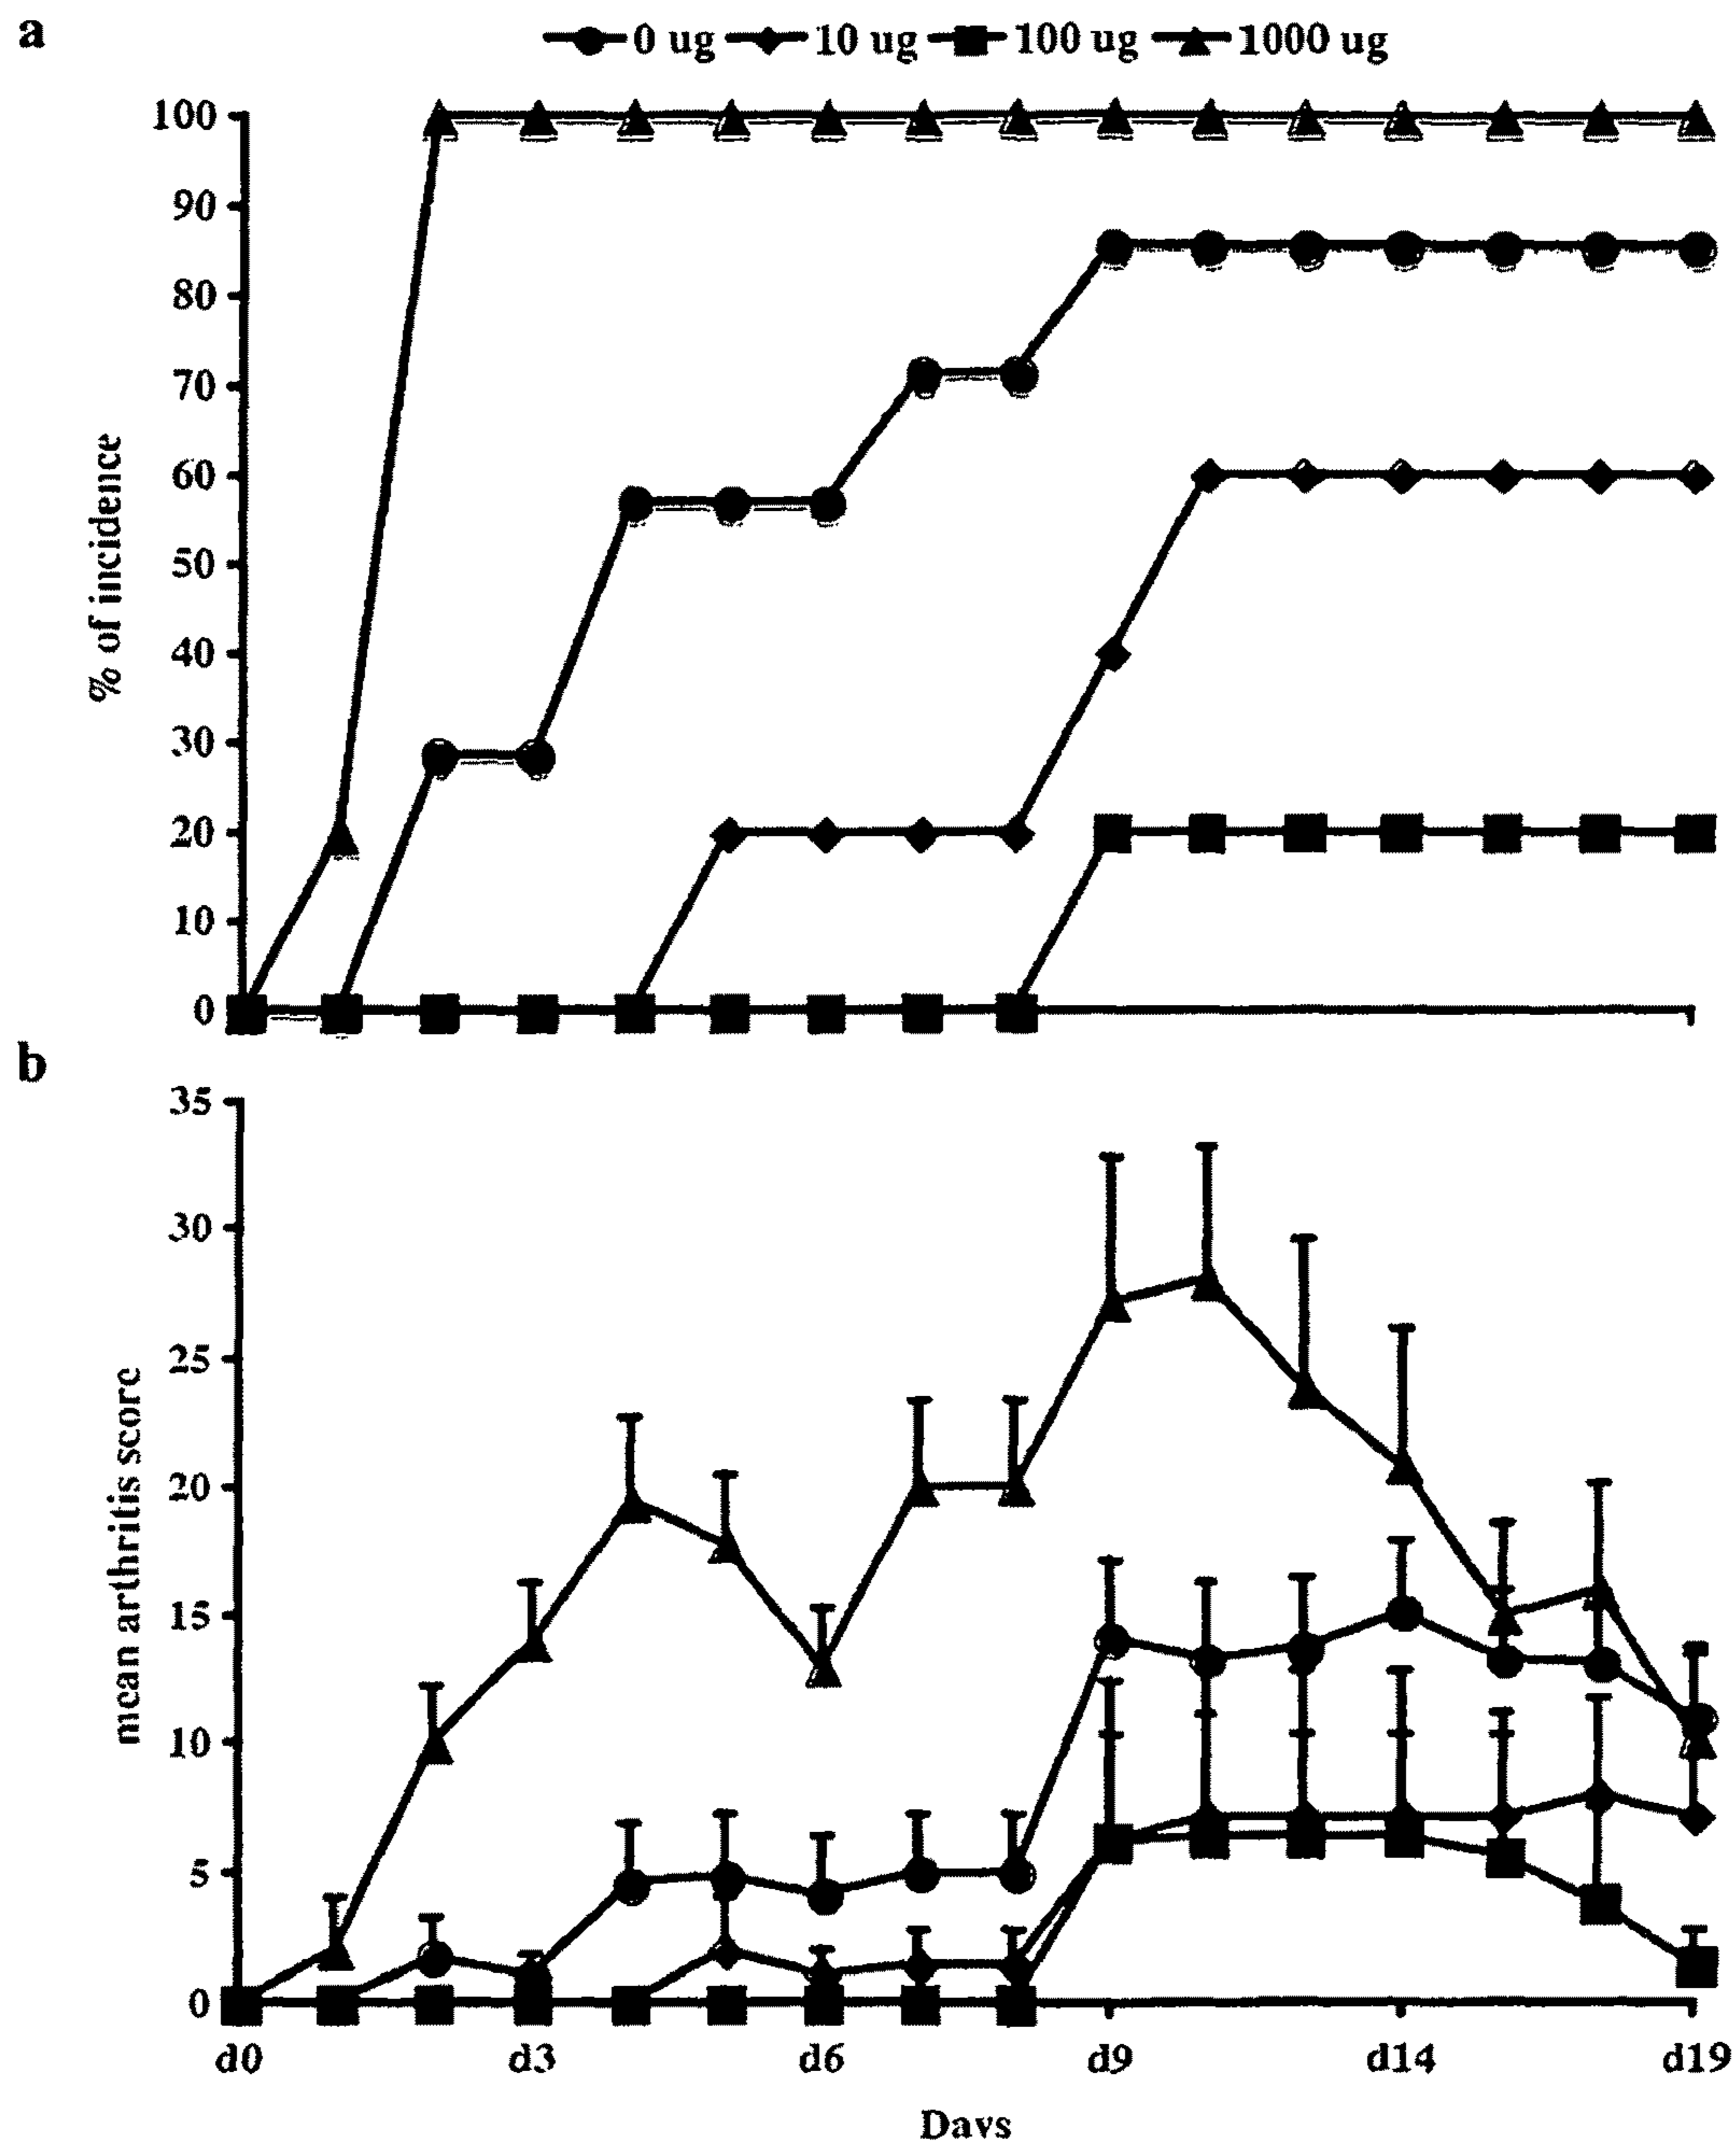 a
0 ug 10 ug 100 ug 1000 ug
100
90
80
70
60
50
40
30
20
10
0
% of incidence
b
35
30
25
20
15
10
5
0
mean arthritis score
d0 d3 d6 d9 d14 d19
Davs